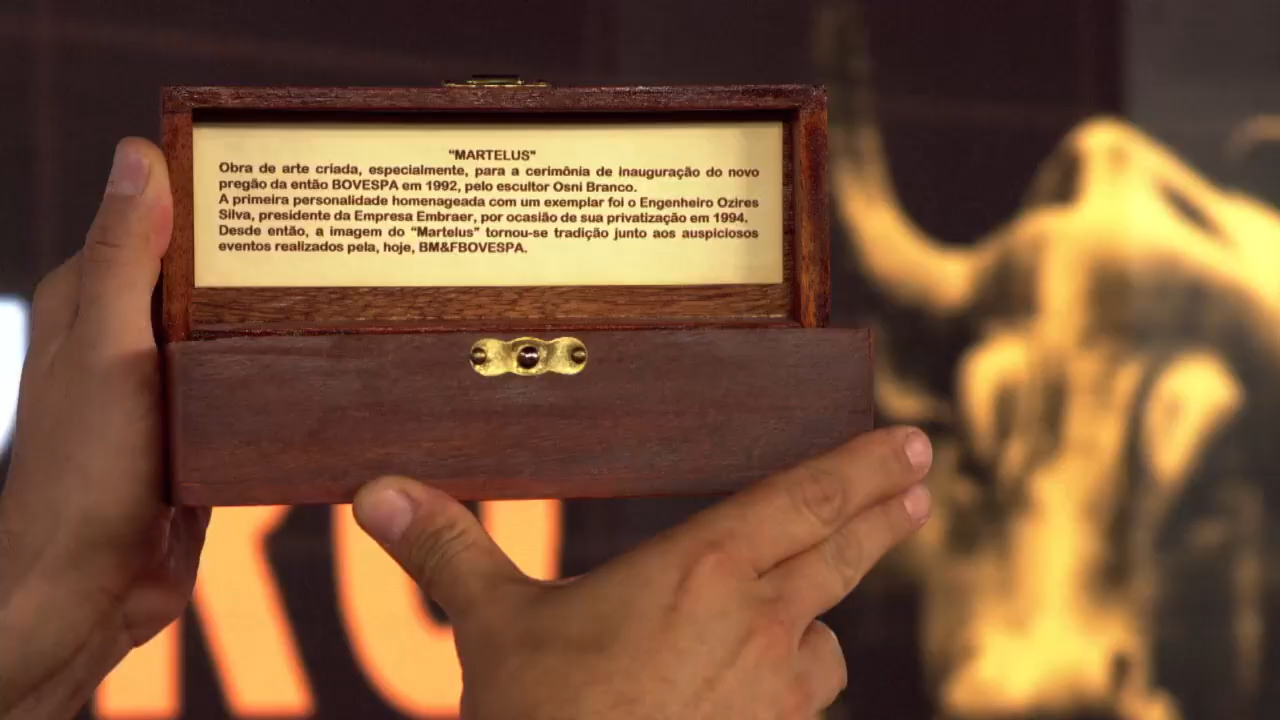 "MARTELUS"
Obra de arte criada, especialmente, para a cerimônia de inauguração do novo
pregão da então BOVESPA em 1992, pelo escultor Osni Branco.
A primeira personalidade homenageada com um exemplar foi o Engenheiro Ozires
Silva, presidente da Empresa Embraer, por ocasião de sua privatização em 1994.
Desde então, a imagem do "Martelus" tornou-se tradição junto aos auspiciosos
eventos realizados pela, hoje, BM&FBOVESPA.